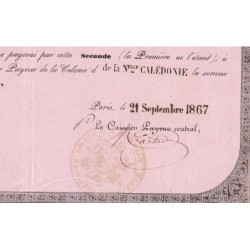 payerai par cette Seconde (la Première ne l'étant), à
Payeur de la Colonie d de la Nlle CALÉDONIE la somme
Paris, le 21 Septembre 1867
Le Caissier Payeur central,